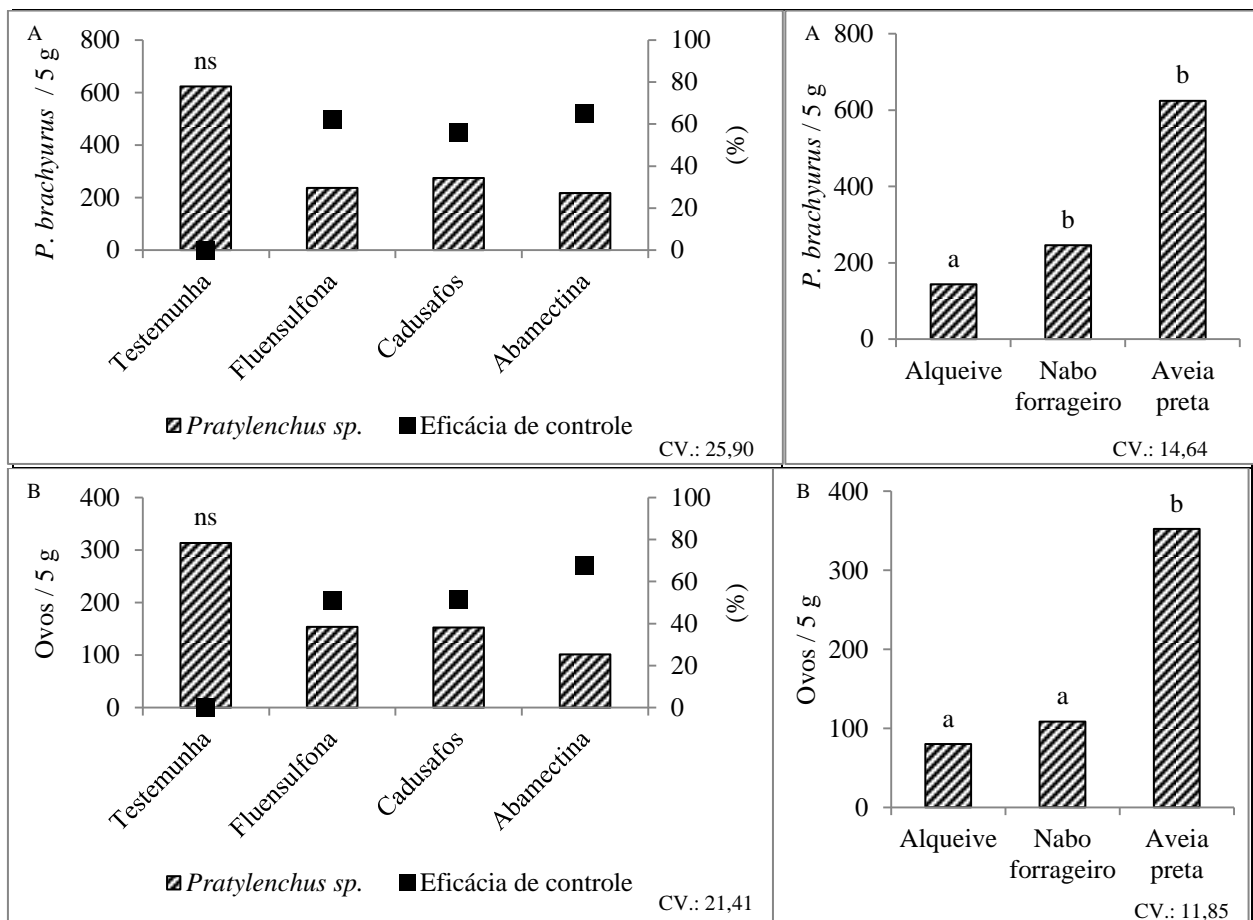 A
800
600
400
200
0
P. brachyurus / 5 g
ns
100
80
60
40
20
0
(%)
Testemunha
Fluensulfona
Cadusafos
Abamectina
Pratylenchus sp.
Eficácia de controle
CV.: 25,90
A
800
600
400
200
0
P. brachyurus / 5 g
a
b
b
Alqueive
Nabo
forrageiro
Aveia
preta
CV.: 14,64
B
400
300
200
100
0
Ovos / 5 g
ns
100
80
60
40
20
0
(%)
Testemunha
Fluensulfona
Cadusafos
Abamectina
Pratylenchus sp.
Eficácia de controle
CV.: 21,41
B
400
300
200
100
0
Ovos / 5 g
a
a
b
Alqueive
Nabo
forrageiro
Aveia
preta
CV.: 11,85